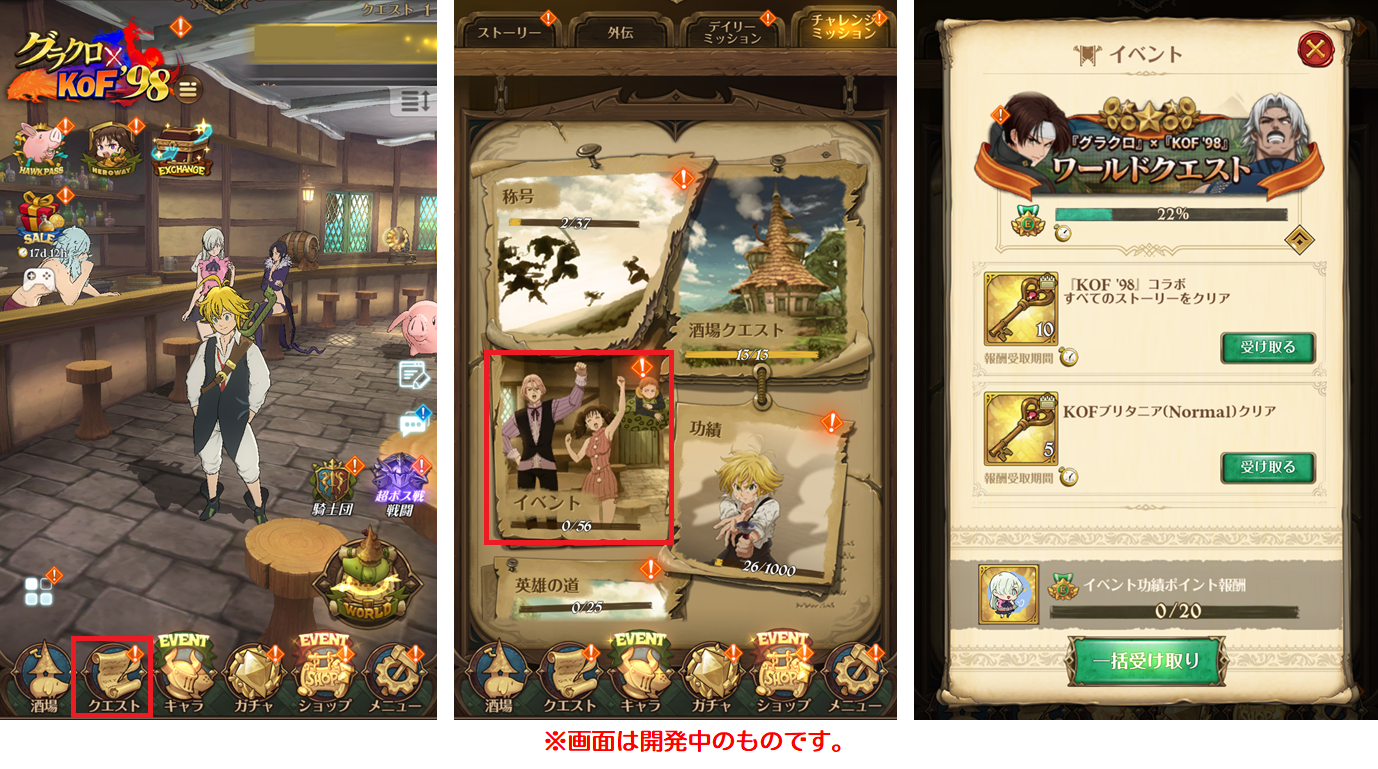 クエスト-1
グラクロ×
KOF'98
HAWK PASS
HEROWAY
EXCHANGE
SALE
17d 12h
騎士団
超ボス戦
戦闘
WORLD
EVENT
EVENT
SHOP
酒場
クエスト
キャラ
ガチャ
ショップ
メニュー
ストーリー
外伝
デイリー
ミッション
チャレンジ
ミッション
称号
2/37
酒場クエスト
13/13
イベント
0/56
功績
26/1000
英雄の道
0/25
EVENT
EVENT
SHOP
酒場
クエスト
キャラ
ガチャ
ショップ
メニュー
イベント
『グラクロ』×『KOF '98』
ワールドクエスト
E
22%
『KOF '98』コラボ
すべてのストーリーをクリア
10
報酬受取期間
受け取る
KOFブリタニア(Normal)クリア
5
報酬受取期間
受け取る
E
イベント功績ポイント報酬
0/20
一括受け取り
※画面は開発中のものです。